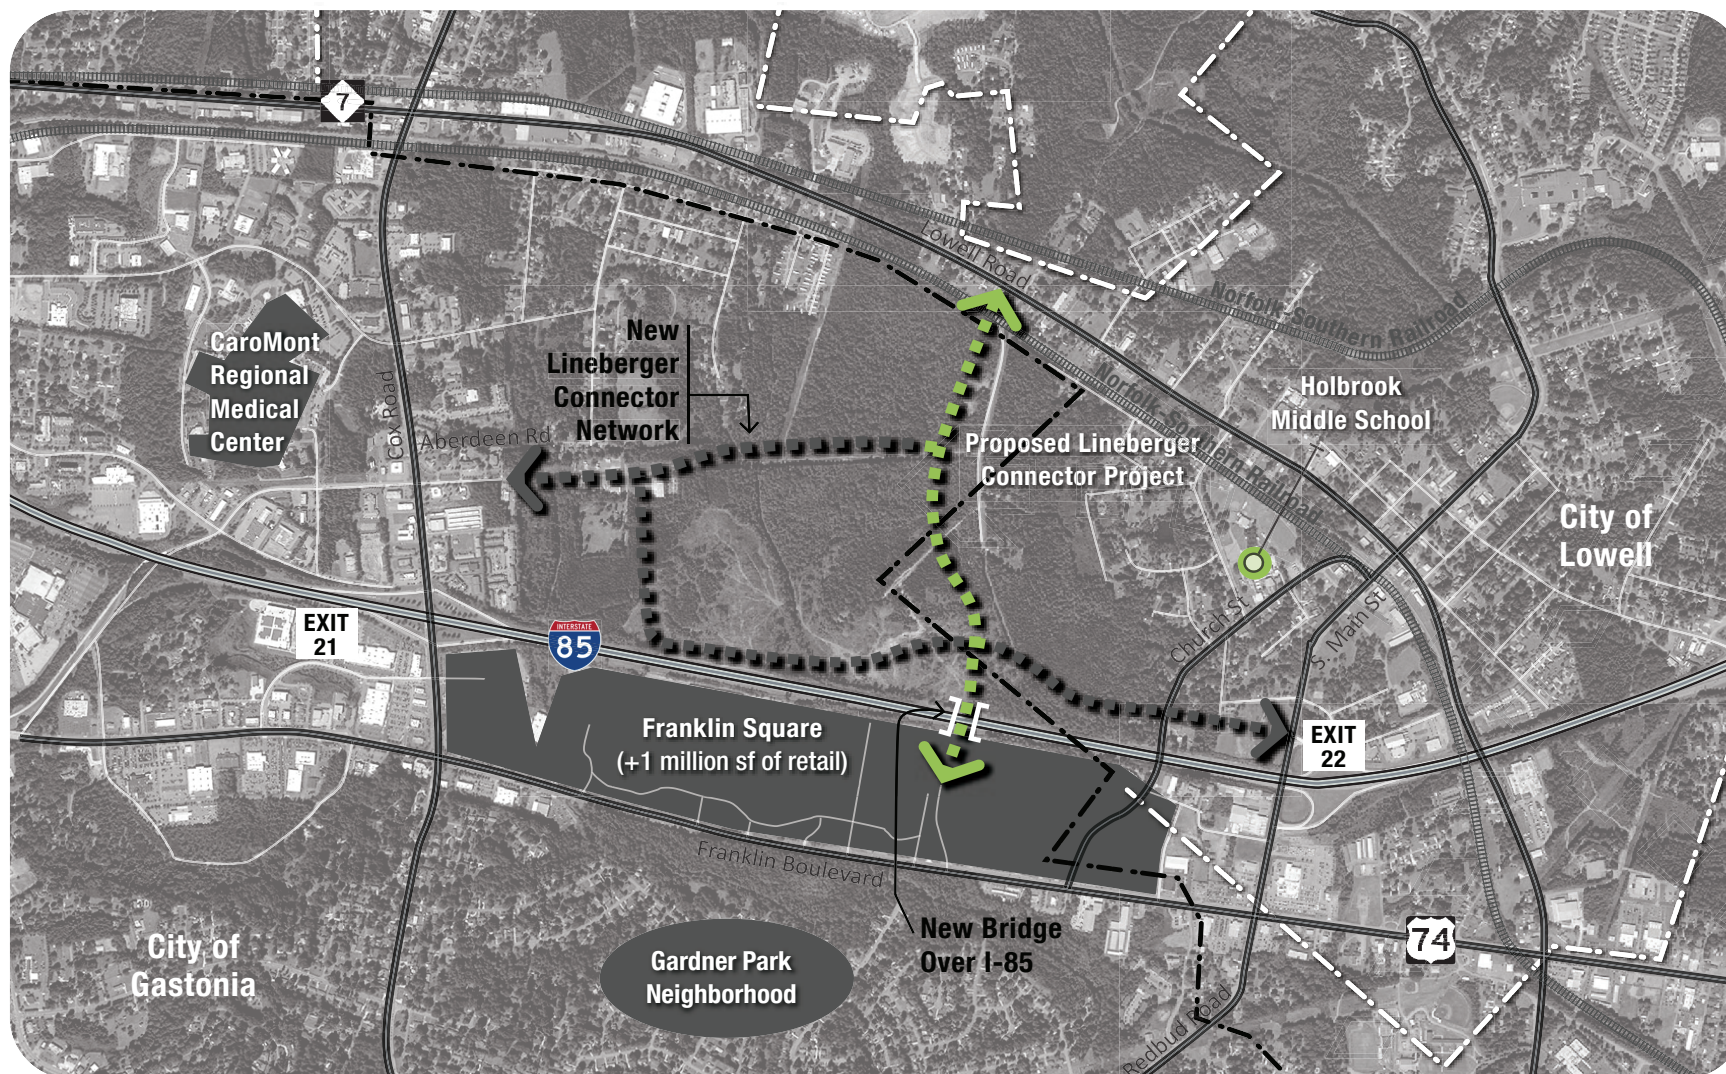 7
Lowell Road
Norfolk Southern Railroad
New
Lineberger
Connector
Network
CaroMont
Regional
Medical
Center
Cox Road
Aberdeen Rd
Norfolk Southern Railroad
Holbrook
Middle School
Proposed Lineberger
Connector Project
City of
Lowell
EXIT
21
INTERSTATE
85
Church St
S. Main St
Franklin Square
(+1 million sf of retail)
EXIT
22
Franklin Boulevard
New Bridge
Over I-85
74
City of
Gastonia
Gardner Park
Neighborhood
Redbud Road